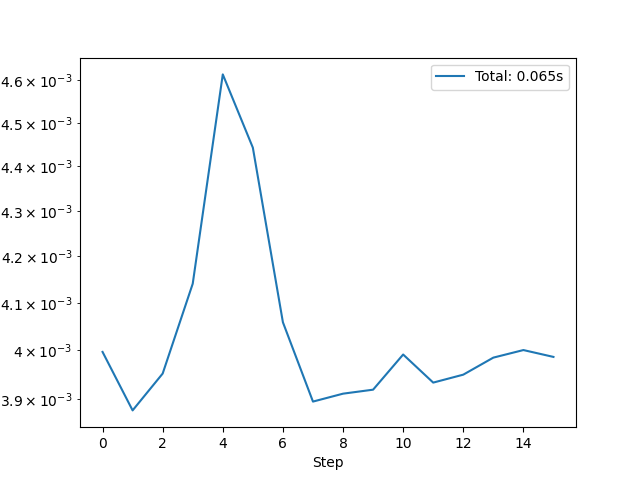 Total: 0.065s
4.6 × 10⁻³
4.5 × 10⁻³
4.4 × 10⁻³
4.3 × 10⁻³
4.2 × 10⁻³
4.1 × 10⁻³
4 × 10⁻³
3.9 × 10⁻³
0 2 4 6 8 10 12 14
Step